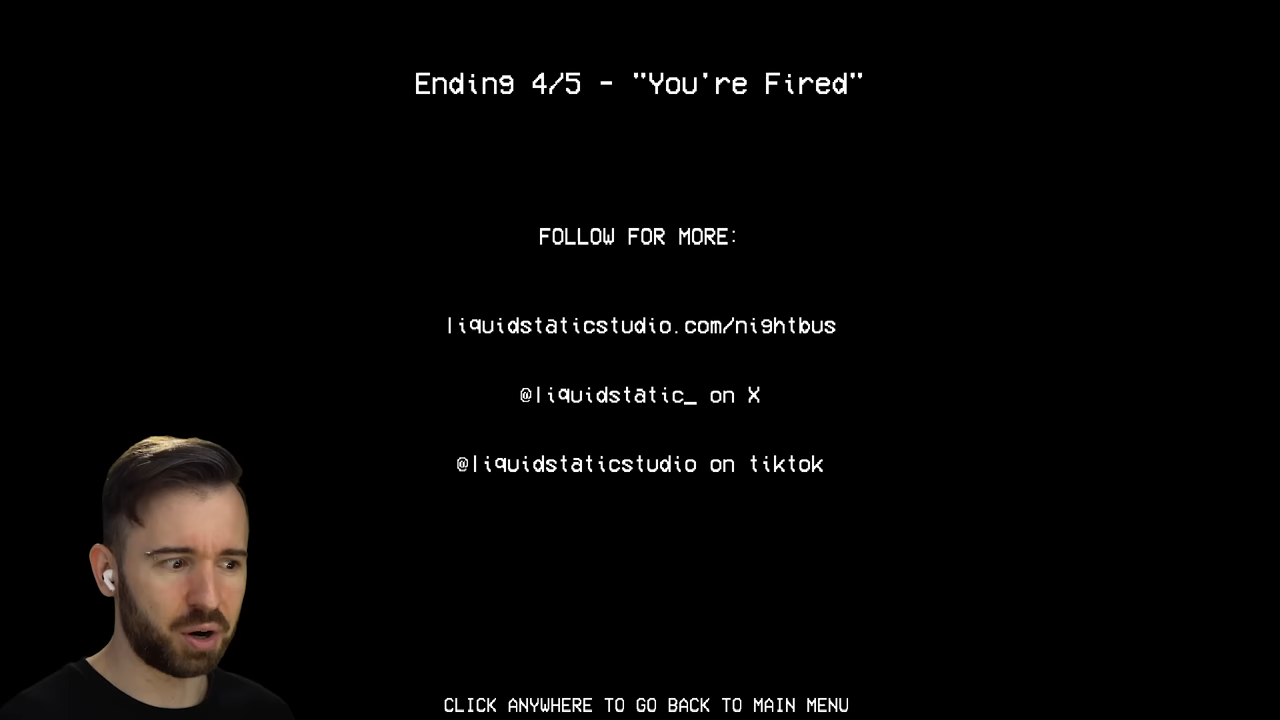 Ending 4/5 - "You're Fired"
FOLLOW FOR MORE:
liquidstaticstudio.com/nightbus
@liquidstatic_ on X
@liquidstaticstudio on tiktok
CLICK ANYWHERE TO GO BACK TO MAIN MENU